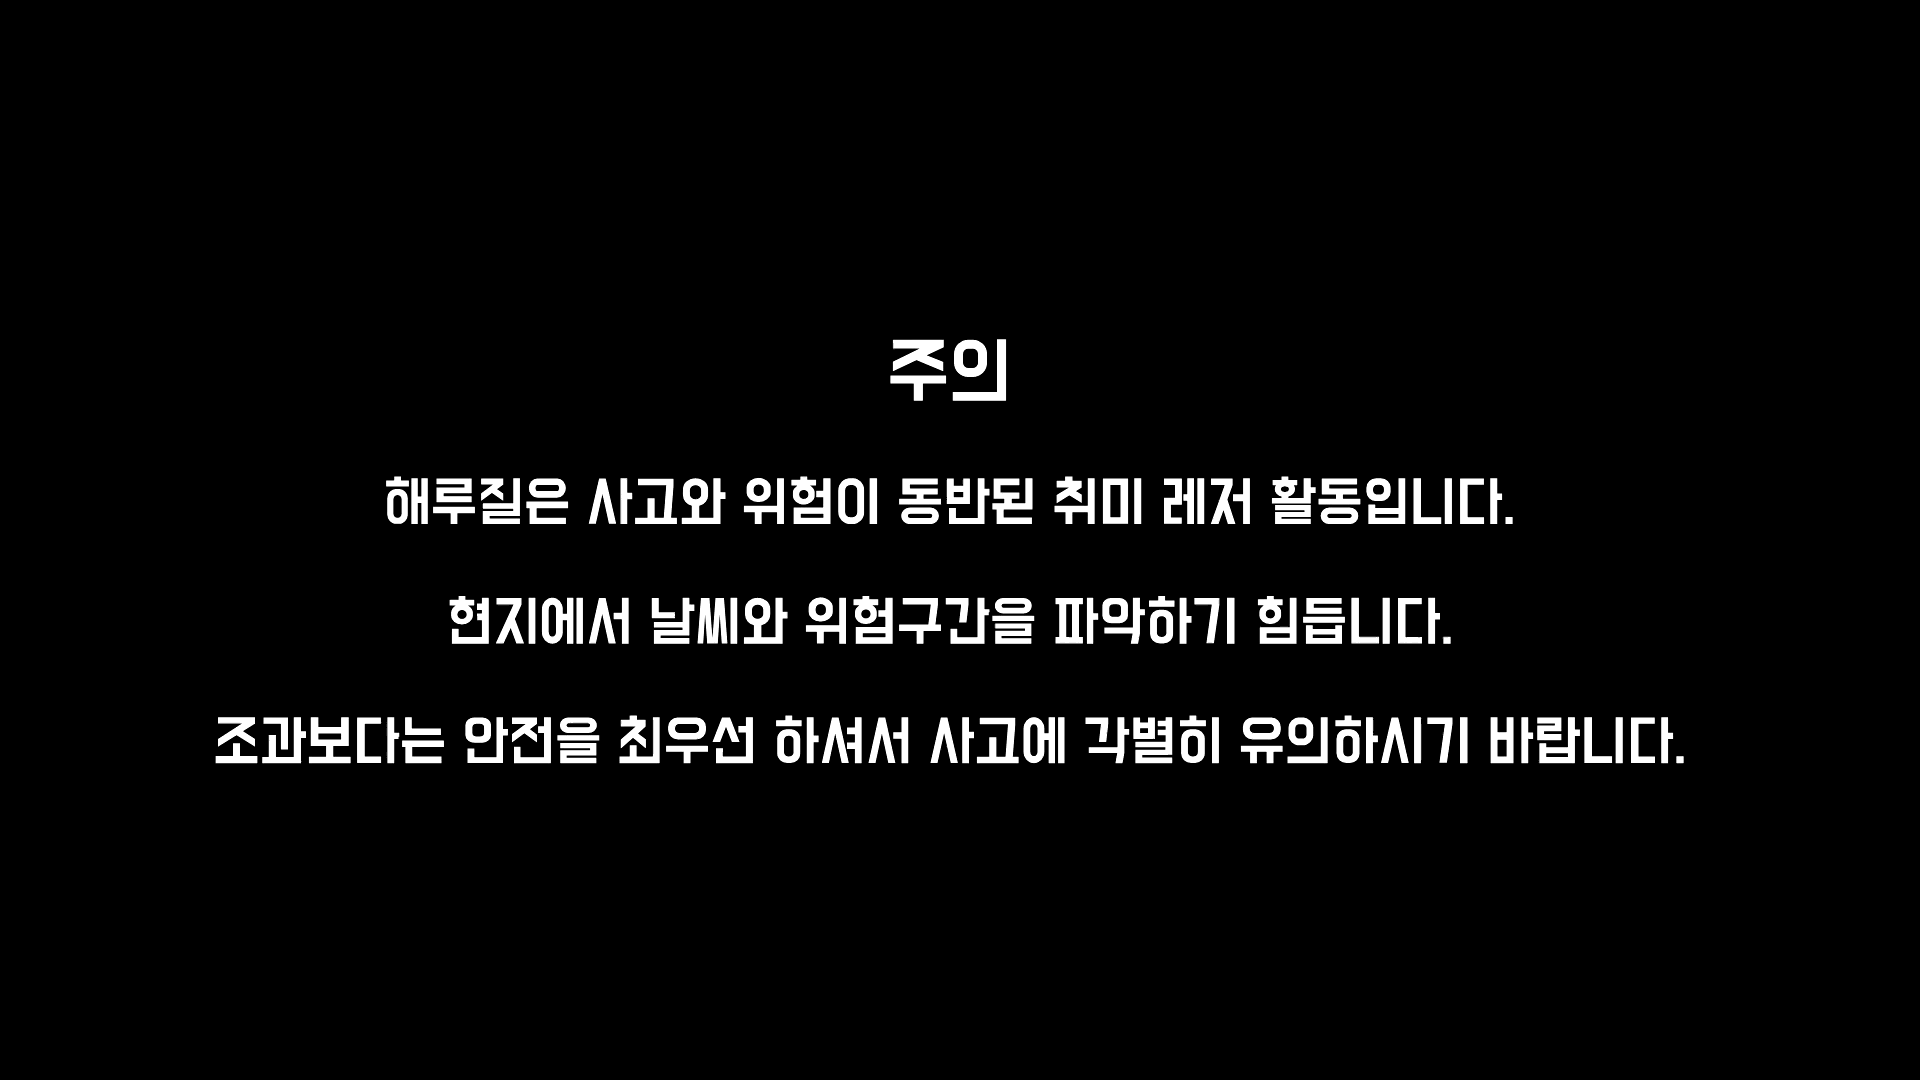 주의
해루질은 사고와 위험이 동반된 취미 레저 활동입니다.
현지에서 날씨와 위험구간을 파악하기 힘듭니다.
조과보다는 안전을 최우선 하셔서 사고에 각별히 유의하시기 바랍니다.